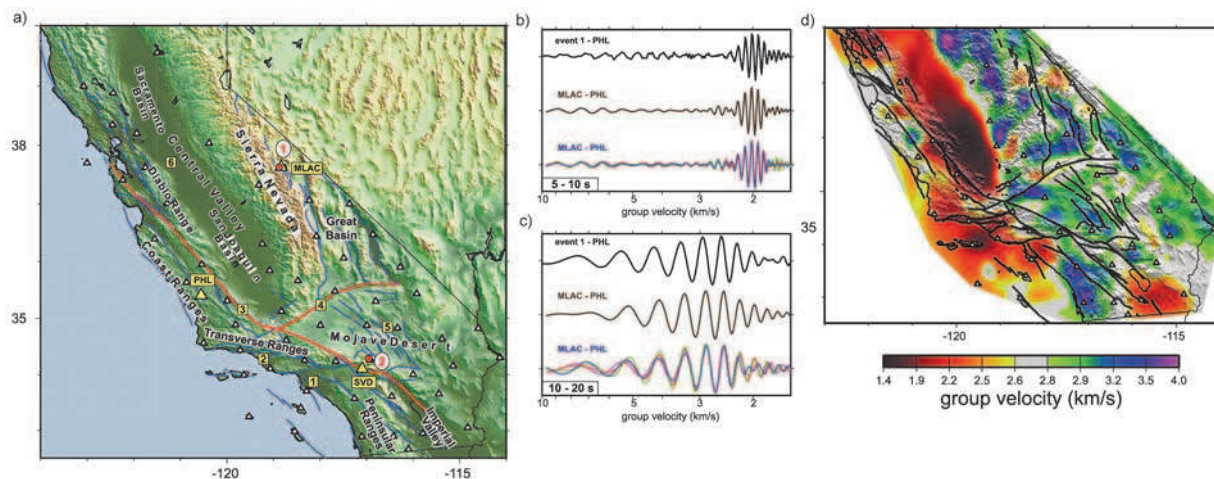 a)
38
35
-120
-115
Sacramento Central Valley
Basin
San Joaquin
Basin
Sierra Nevada
Great
Basin
Diablo Range
Coast Ranges
Transverse Ranges
Mojave Desert
Peninsular
Ranges
Imperial
Valley
MLAC
PHL
SVD
1
2
1
2
3
4
5
6
b)
event 1 - PHL
MLAC - PHL
MLAC - PHL
5 - 10 s
10 5 3 2
group velocity (km/s)
c)
event 1 - PHL
MLAC - PHL
MLAC - PHL
10 - 20 s
10 5 3 2
group velocity (km/s)
d)
35
-120
-115
1.4 1.9 2.2 2.5 2.6 2.8 2.9 3.2 3.5 4.0
group velocity (km/s)